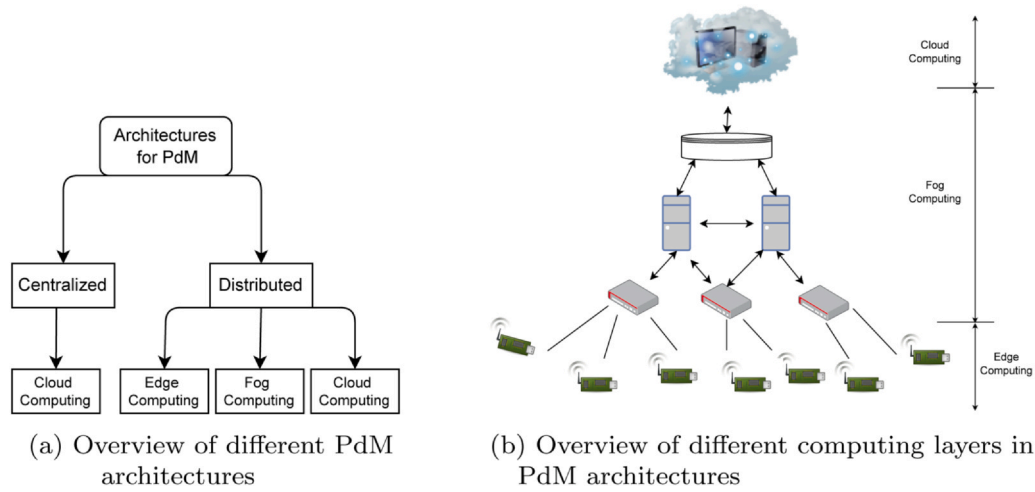 Architectures
for PdM
Centralized
Distributed
Cloud
Computing
Edge
Computing
Fog
Computing
Cloud
Computing
(a) Overview of different PdM
architectures
Cloud
Computing
Fog
Computing
Edge
Computing
(b) Overview of different computing layers in
PdM architectures